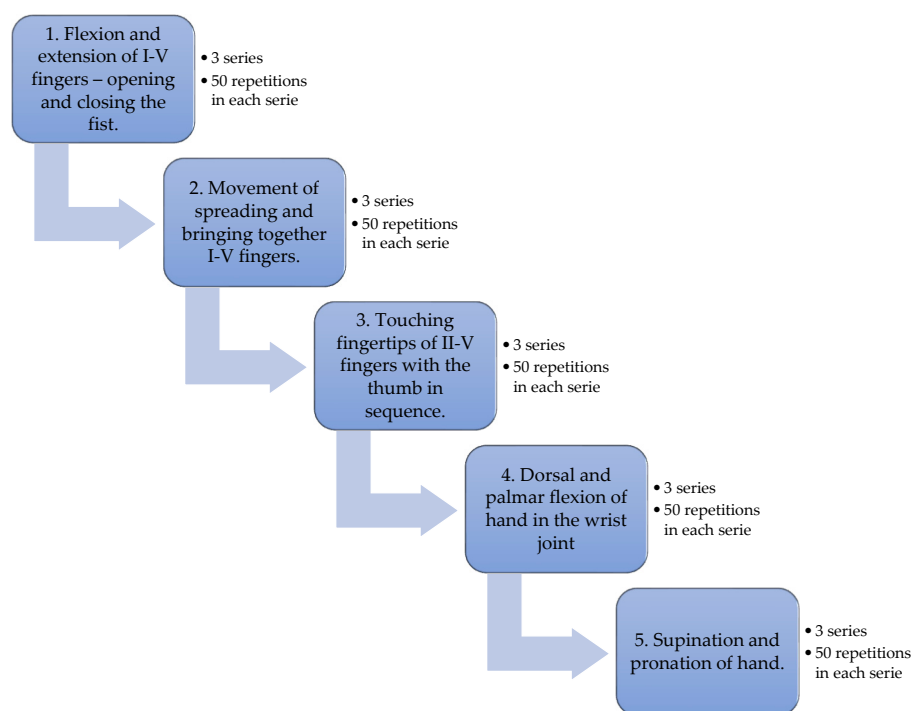 1. Flexion and
extension of I-V
fingers – opening
and closing the
fist.
• 3 series
• 50 repetitions
in each serie
2. Movement of
spreading and
bringing together
I-V fingers.
• 3 series
• 50 repetitions
in each serie
3. Touching
fingertips of II-V
fingers with the
thumb in
sequence.
• 3 series
• 50 repetitions
in each serie
4. Dorsal and
palmar flexion of
hand in the wrist
joint
• 3 series
• 50 repetitions
in each serie
5. Supination and
pronation of hand.
• 3 series
• 50 repetitions
in each serie